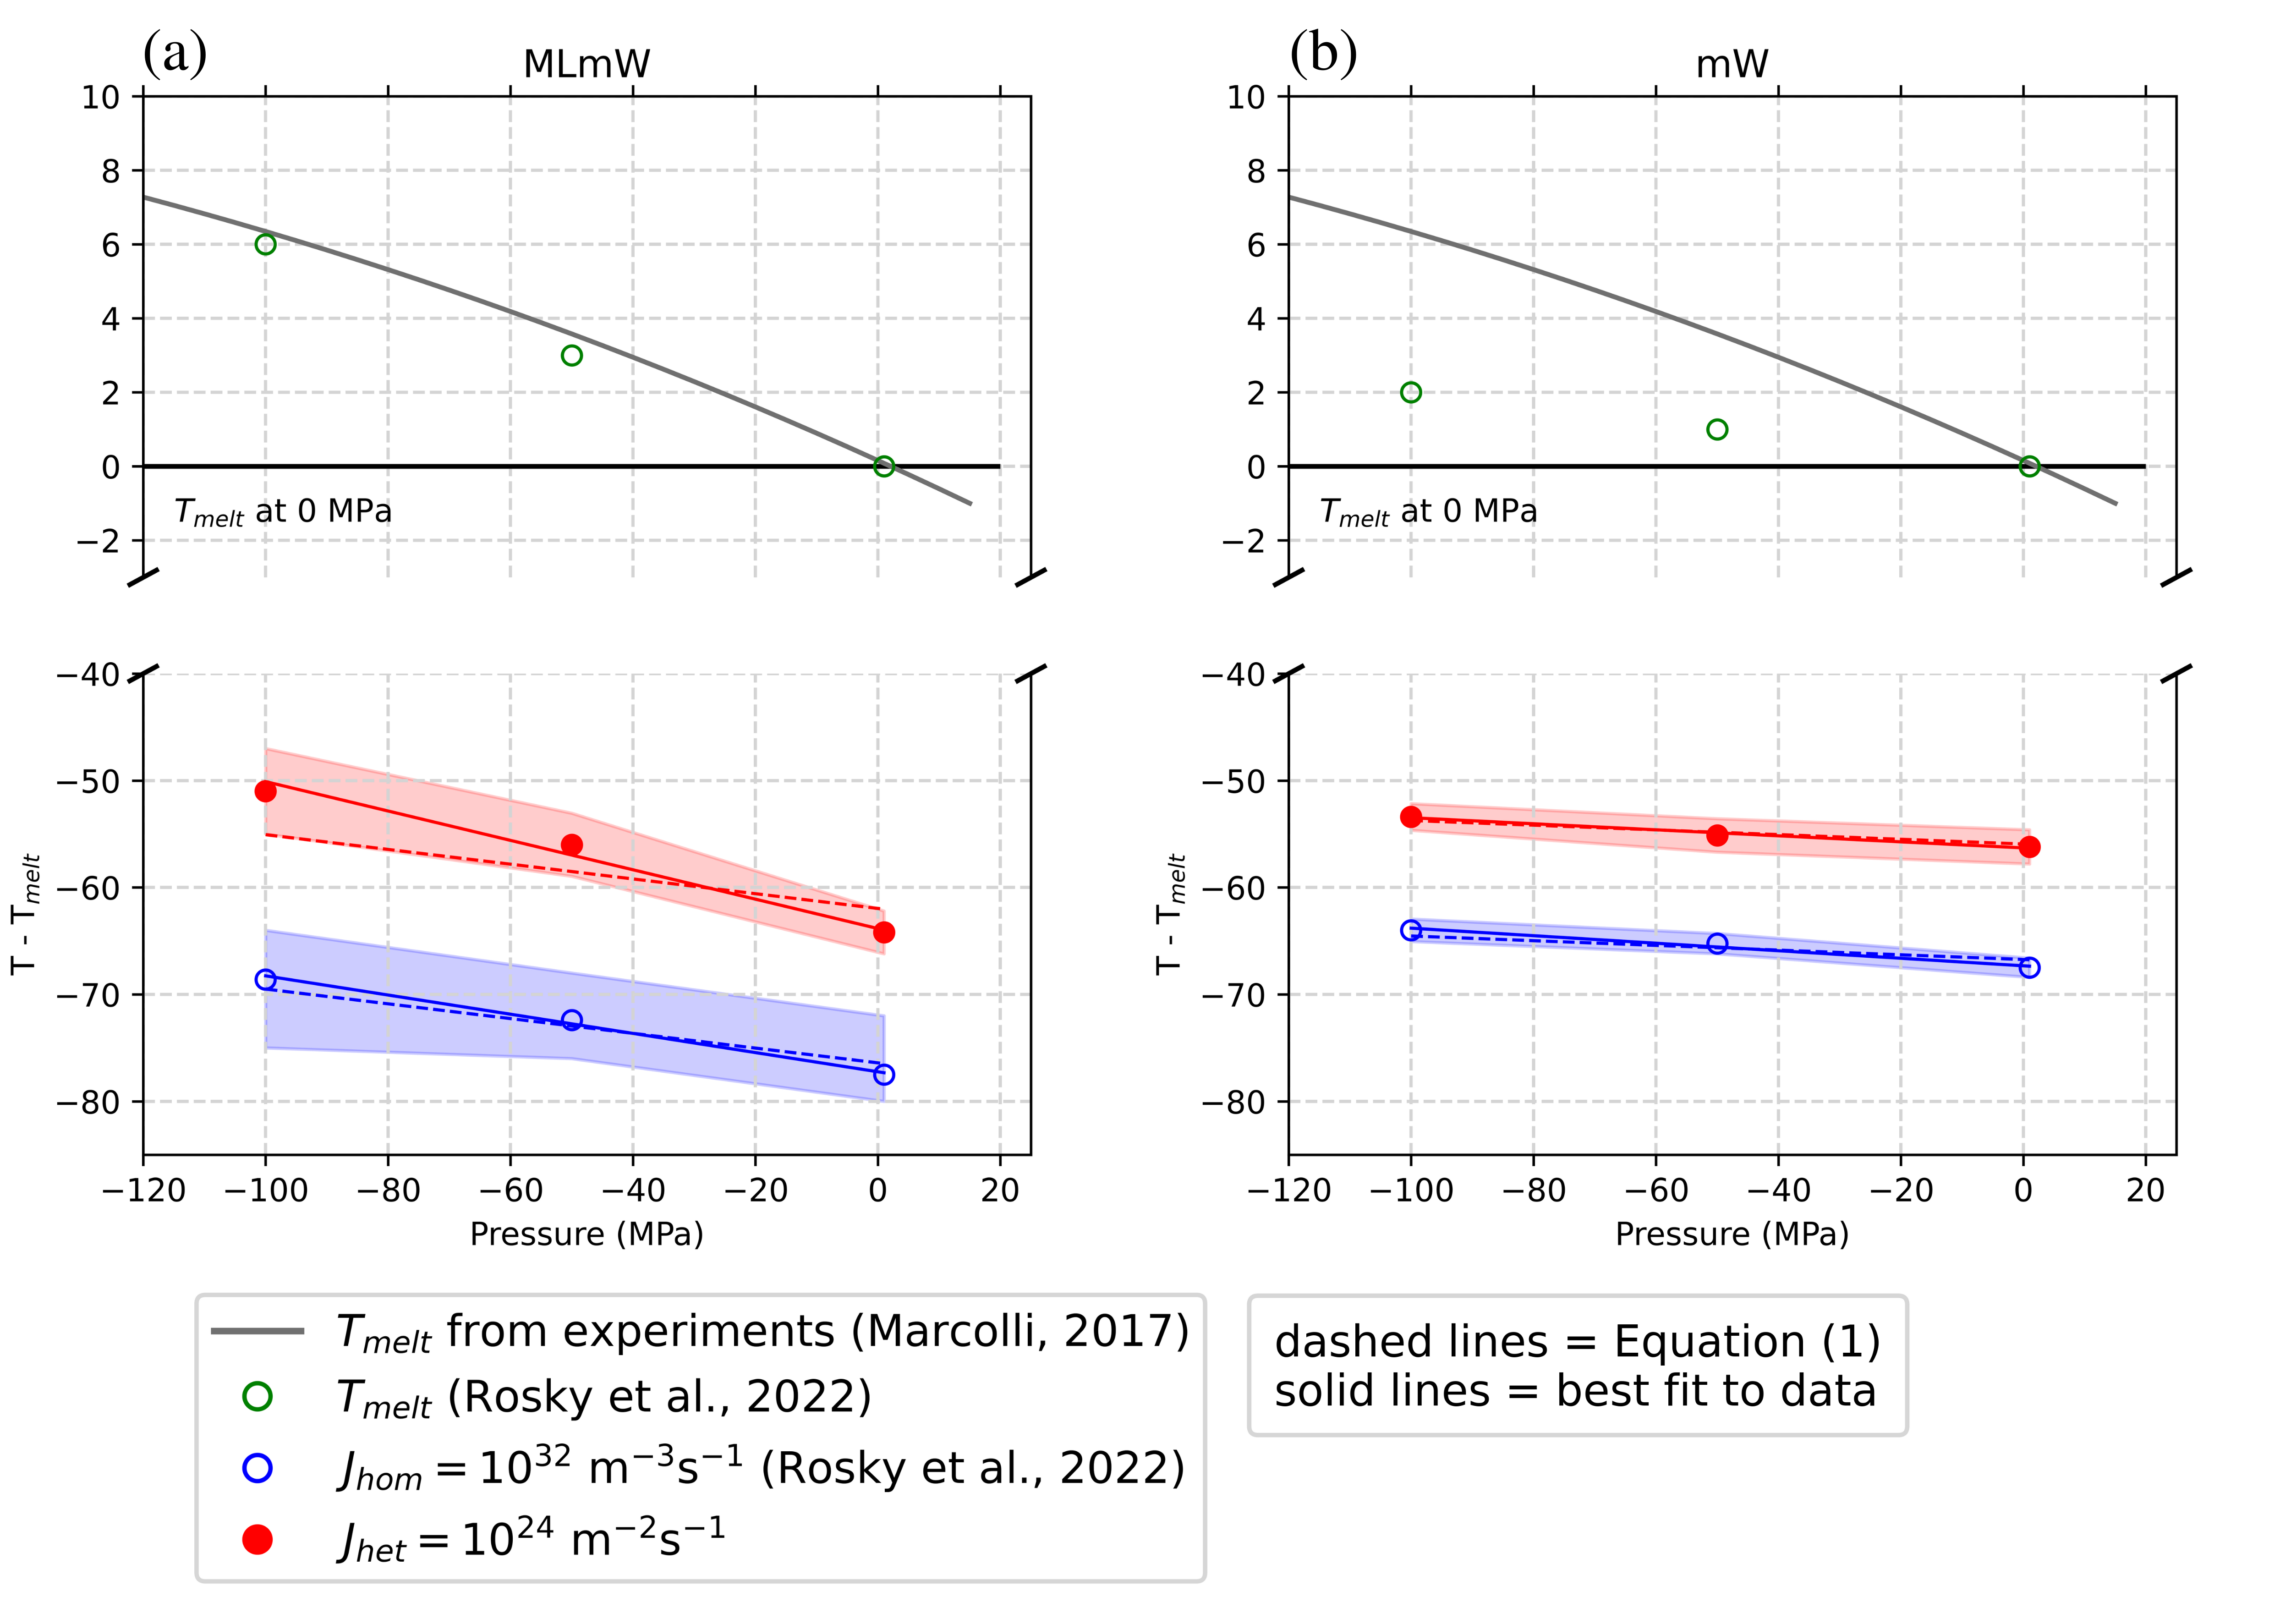 (a)
MLmW
10
8
6
4
2
0
−2
T_melt at 0 MPa
−40
−50
−60
−70
−80
T - T_melt
−120 −100 −80 −60 −40 −20 0 20
Pressure (MPa)
(b)
mW
10
8
6
4
2
0
−2
T_melt at 0 MPa
−40
−50
−60
−70
−80
T - T_melt
−120 −100 −80 −60 −40 −20 0 20
Pressure (MPa)
T_melt from experiments (Marcolli, 2017)
T_melt (Rosky et al., 2022)
J_hom = 10^32 m^−3s^−1 (Rosky et al., 2022)
J_het = 10^24 m^−2s^−1
dashed lines = Equation (1)
solid lines = best fit to data